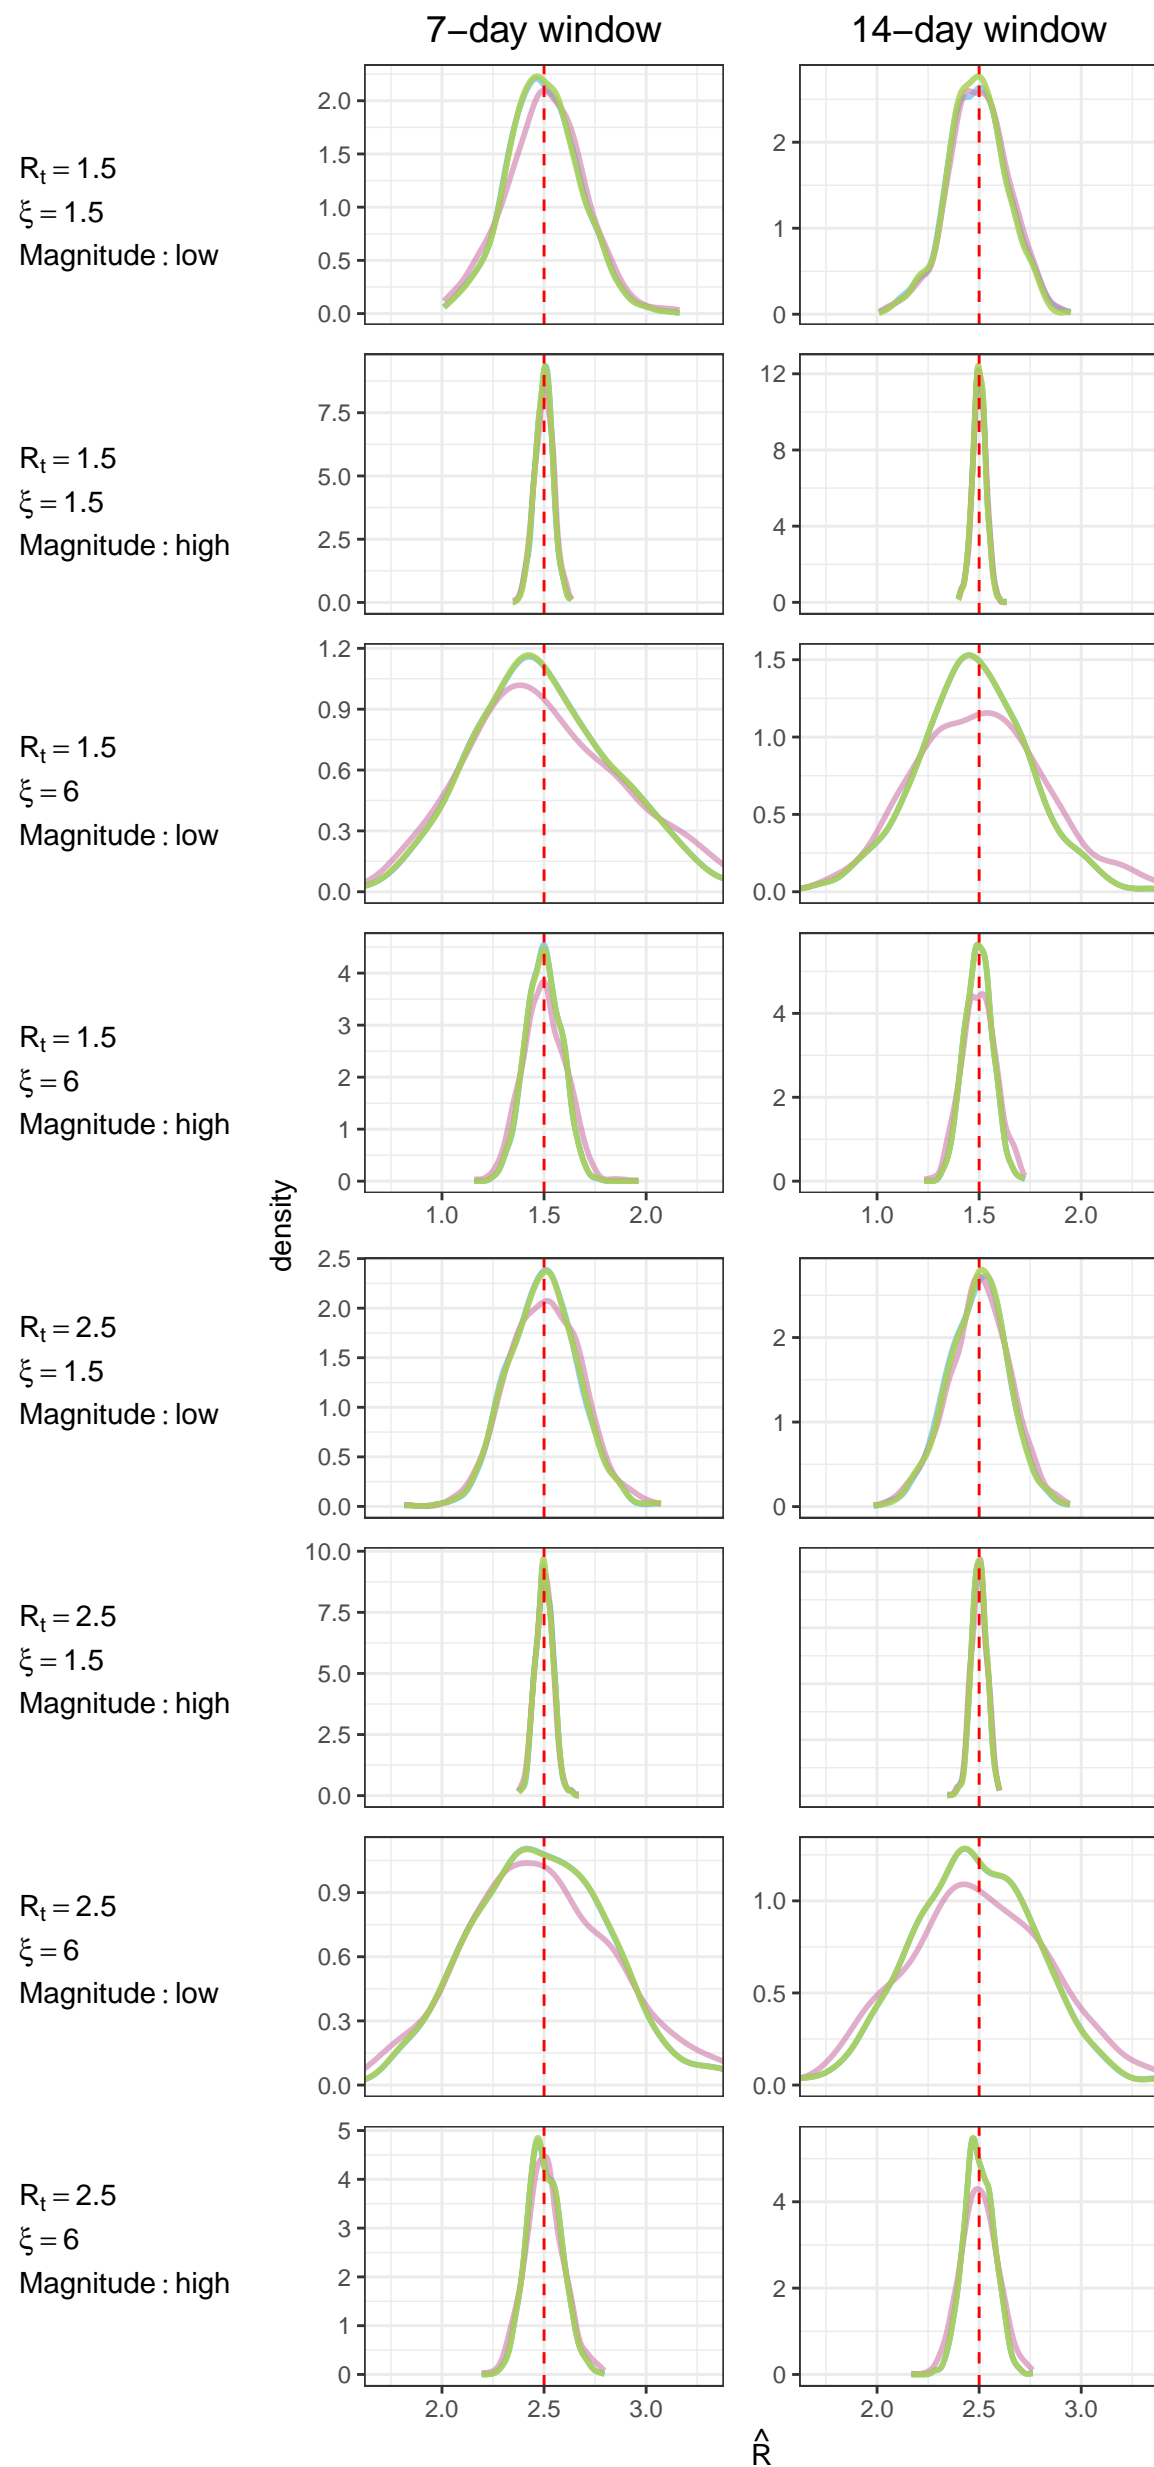 7−day window 14−day window
R_t = 1.5
ξ = 1.5
Magnitude : low
2.0
1.5
1.0
0.5
0.0
2
1
0
R_t = 1.5
ξ = 1.5
Magnitude : high
7.5
5.0
2.5
0.0
12
8
4
0
R_t = 1.5
ξ = 6
Magnitude : low
1.2
0.9
0.6
0.3
0.0
1.5
1.0
0.5
0.0
R_t = 1.5
ξ = 6
Magnitude : high
4
3
2
1
0
4
2
0
1.0 1.5 2.0 1.0 1.5 2.0
density
R_t = 2.5
ξ = 1.5
Magnitude : low
2.5
2.0
1.5
1.0
0.5
0.0
2
1
0
R_t = 2.5
ξ = 1.5
Magnitude : high
10.0
7.5
5.0
2.5
0.0
R_t = 2.5
ξ = 6
Magnitude : low
0.9
0.6
0.3
0.0
1.0
0.5
0.0
R_t = 2.5
ξ = 6
Magnitude : high
5
4
3
2
1
0
4
2
0
2.0 2.5 3.0 2.0 2.5 3.0
R̂